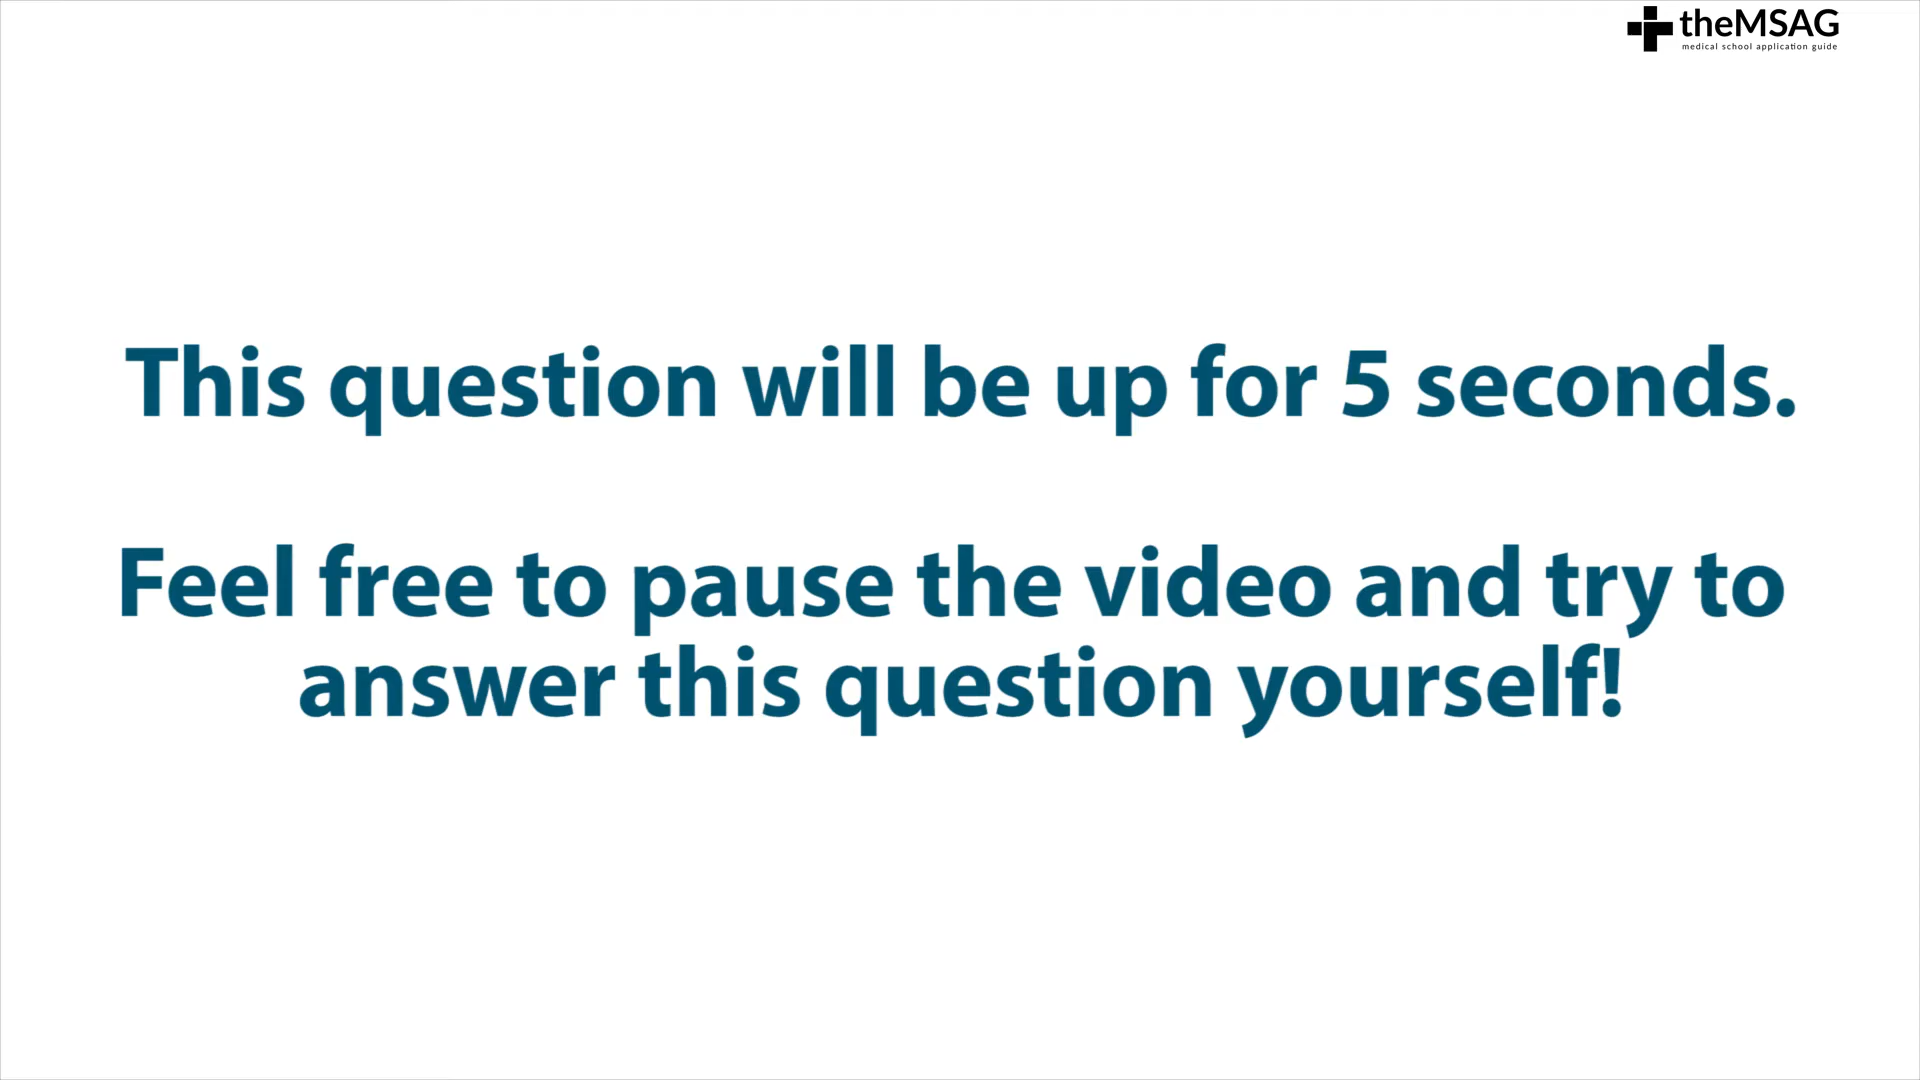 theMSAG
medical school application guide
This question will be up for 5 seconds.
Feel free to pause the video and try to
answer this question yourself!